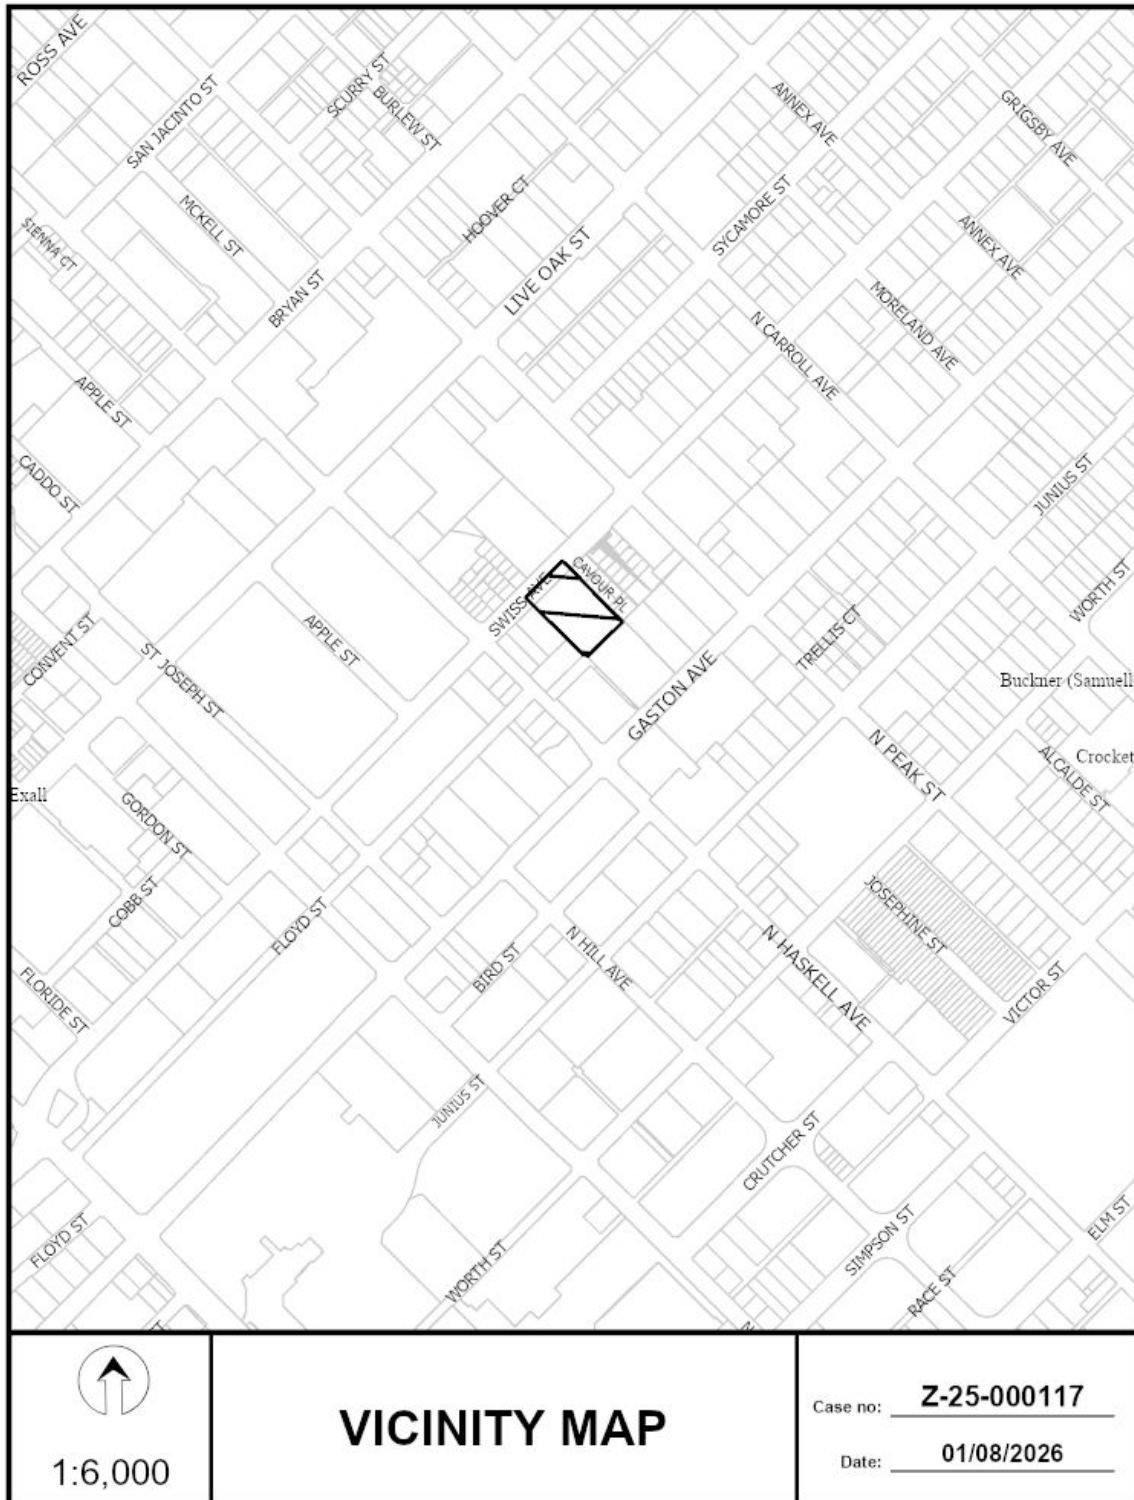 ROSS AVE
SCURRY ST
BURLEW ST
SAN JACINTO ST
ANNEX AVE
GRIGSBY AVE
MCKELL ST
HOOVER CT
SYCAMORE ST
SIENNA CT
ANNEX AVE
LIVE OAK ST
BRYAN ST
MORELAND AVE
N CARROLL AVE
APPLE ST
CADDO ST
JUNIUS ST
CAVOUR PL
SWISS AVE
WORTH ST
CONVENT ST
APPLE ST
TRELLIS CT
ST JOSEPH ST
GASTON AVE
Buckner (Samuell
N PEAK ST
Crocket
ALCALDE ST
Exall
GORDON ST
COBB ST
FLOYD ST
JOSEPHINE ST
BIRD ST
N HILL AVE
N HASKELL AVE
FLORIDE ST
VICTOR ST
JUNIUS ST
CRUTCHER ST
FLOYD ST
SIMPSON ST
ELM ST
WORTH ST
RACE ST
1:6,000
VICINITY MAP
Case no: Z-25-000117
Date: 01/08/2026